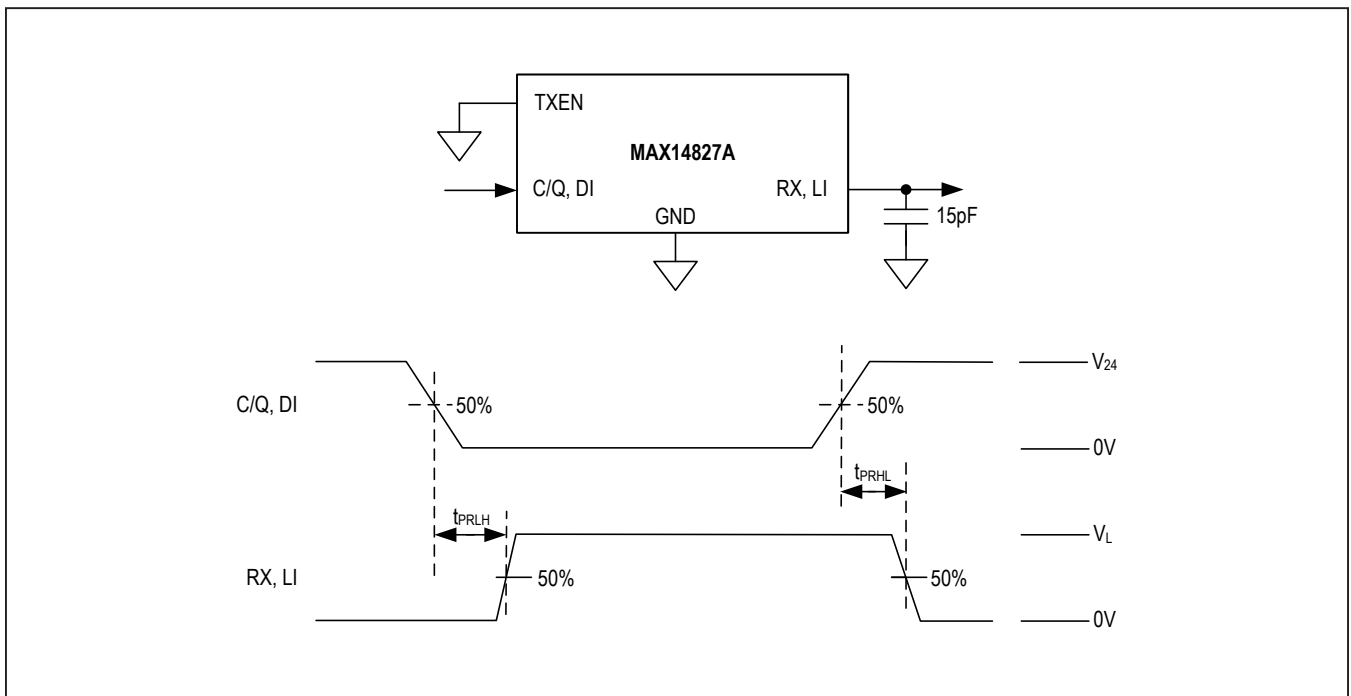 TXEN
MAX14827A
C/Q, DI
RX, LI
GND
15pF
C/Q, DI
50%
50%
V24
0V
tPRHL
tPRLH
VL
RX, LI
50%
50%
0V